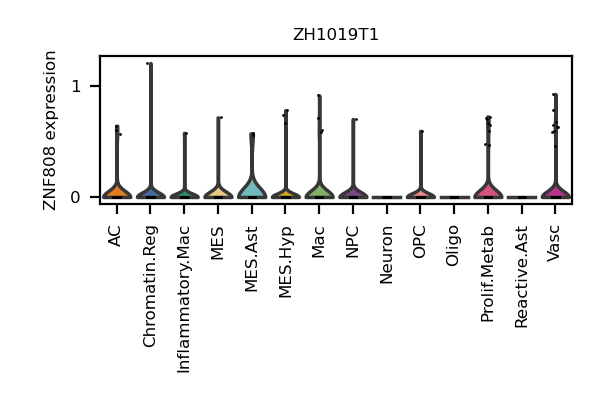 ZH1019T1
ZNF808 expression
1
0
AC
Chromatin.Reg
Inflammatory.Mac
MES
MES.Ast
MES.Hyp
Mac
NPC
Neuron
OPC
Oligo
Prolif.Metab
Reactive.Ast
Vasc